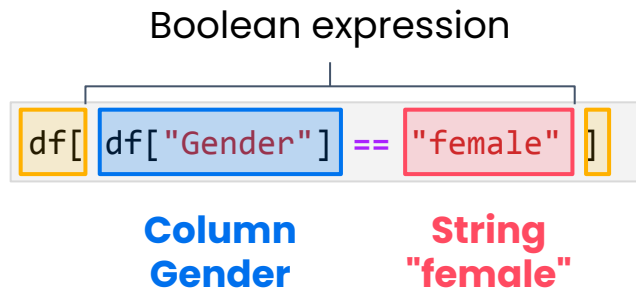 Boolean expression
df[ df["Gender"] == "female" ]
Column
Gender
String
"female"